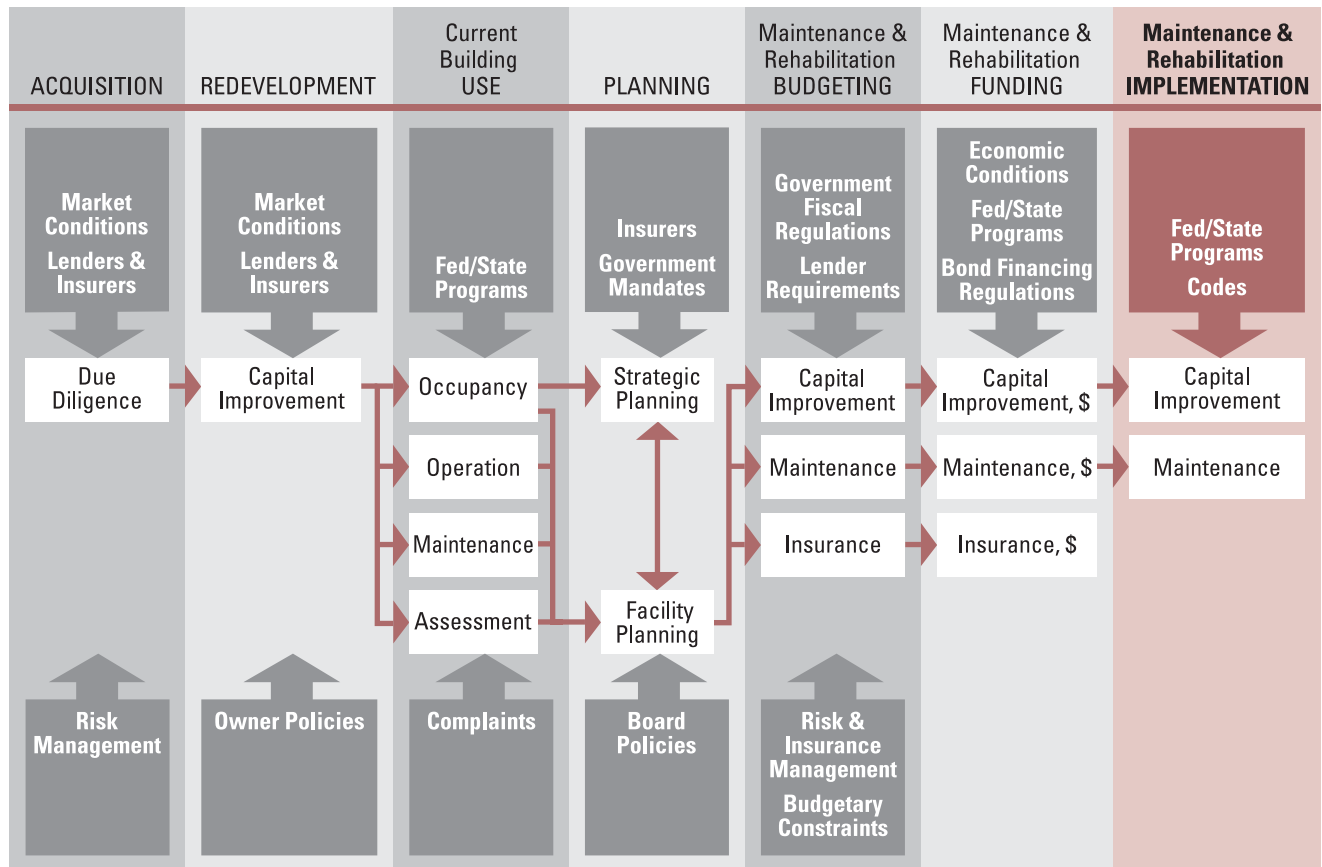 ACQUISITION
REDEVELOPMENT
Current
Building
USE
PLANNING
Maintenance &
Rehabilitation
BUDGETING
Maintenance &
Rehabilitation
FUNDING
Maintenance &
Rehabilitation
IMPLEMENTATION
Market
Conditions
Lenders &
Insurers
Market
Conditions
Lenders &
Insurers
Fed/State
Programs
Insurers
Government
Mandates
Government
Fiscal
Regulations
Lender
Requirements
Economic
Conditions
Fed/State
Programs
Bond Financing
Regulations
Fed/State
Programs
Codes
Due
Diligence
Capital
Improvement
Occupancy
Strategic
Planning
Capital
Improvement
Capital
Improvement, $
Capital
Improvement
Operation
Maintenance
Maintenance, $
Maintenance
Maintenance
Insurance
Insurance, $
Assessment
Facility
Planning
Risk
Management
Owner Policies
Complaints
Board
Policies
Risk &
Insurance
Management
Budgetary
Constraints